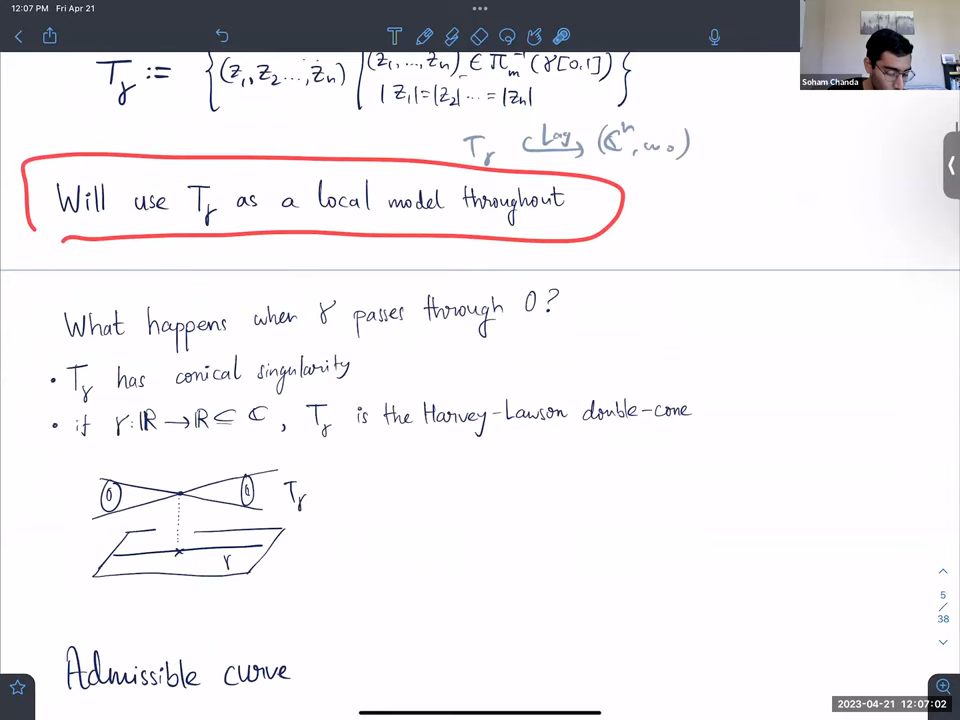 12:07 PM Fri Apr 21
T_γ := {(z_1, z_2 ..., z_n) | (z_1, ..., z_n) ∈ π_m^{-1}(γ[0,1])
|z_1| = |z_2| ... = |z_n| }
T_γ Lag (ℂ^n, ω_0)
Soham Chanda
Will use T_γ as a local model throughout
What happens when γ passes through 0?
• T_γ has conical singularity
• if γ: ℝ → ℝ ⊆ ℂ, T_γ is the Harvey-Lawson double-cone
T_γ
γ
Admissible curve
5
/
38
2023-04-21 12:07:02